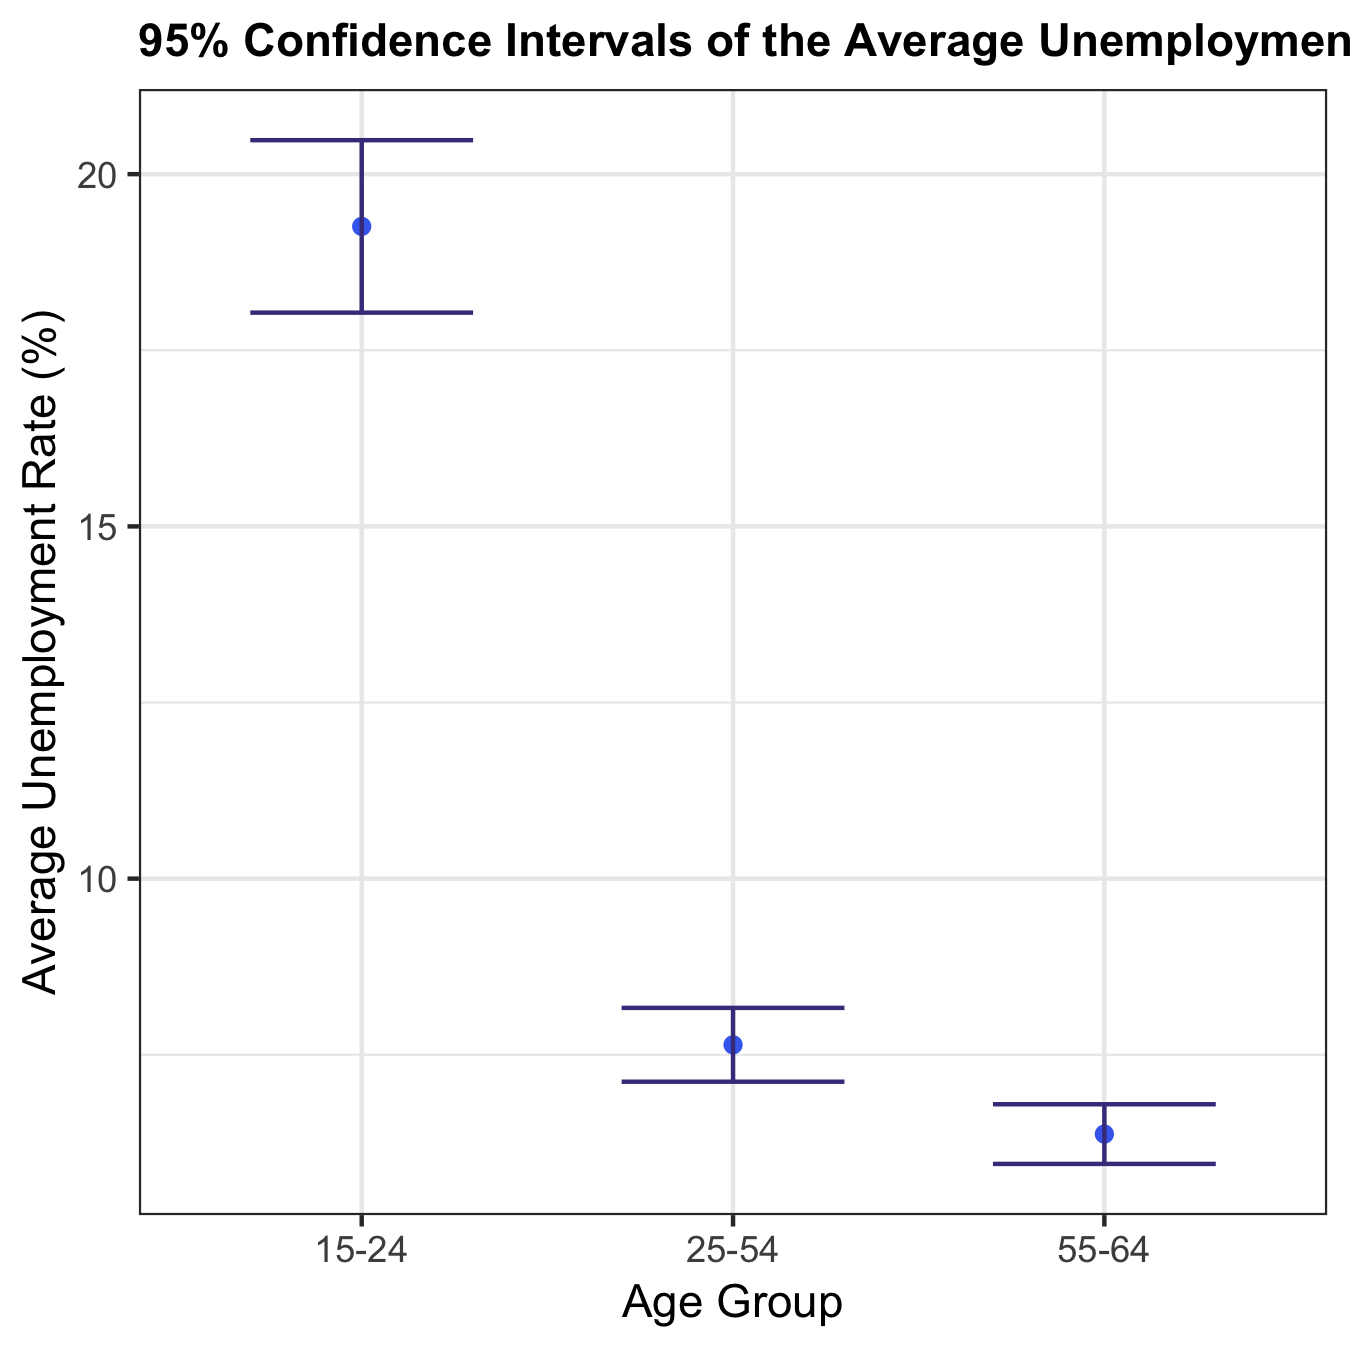 95% Confidence Intervals of the Average Unemploymen
Average Unemployment Rate (%)
20
15
10
15-24
25-54
55-64
Age Group